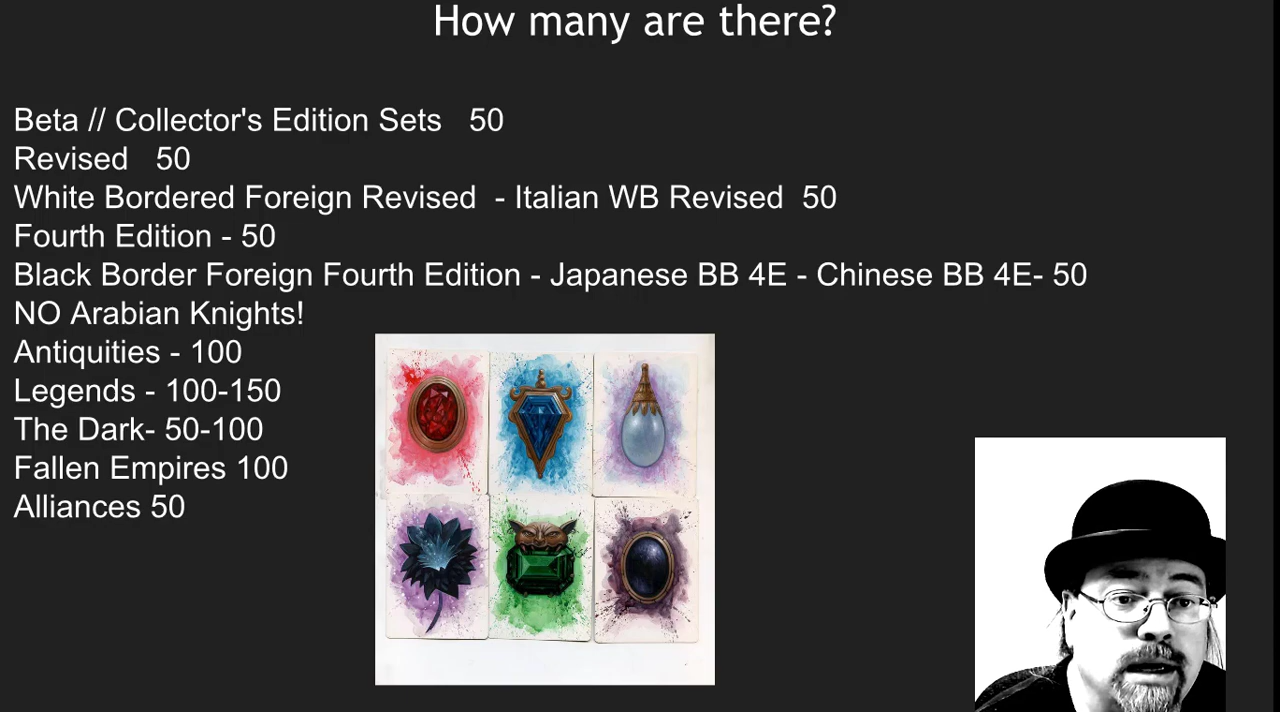 How many are there?
Beta // Collector's Edition Sets 50
Revised 50
White Bordered Foreign Revised - Italian WB Revised 50
Fourth Edition - 50
Black Border Foreign Fourth Edition - Japanese BB 4E - Chinese BB 4E- 50
NO Arabian Knights!
Antiquities - 100
Legends - 100-150
The Dark- 50-100
Fallen Empires 100
Alliances 50